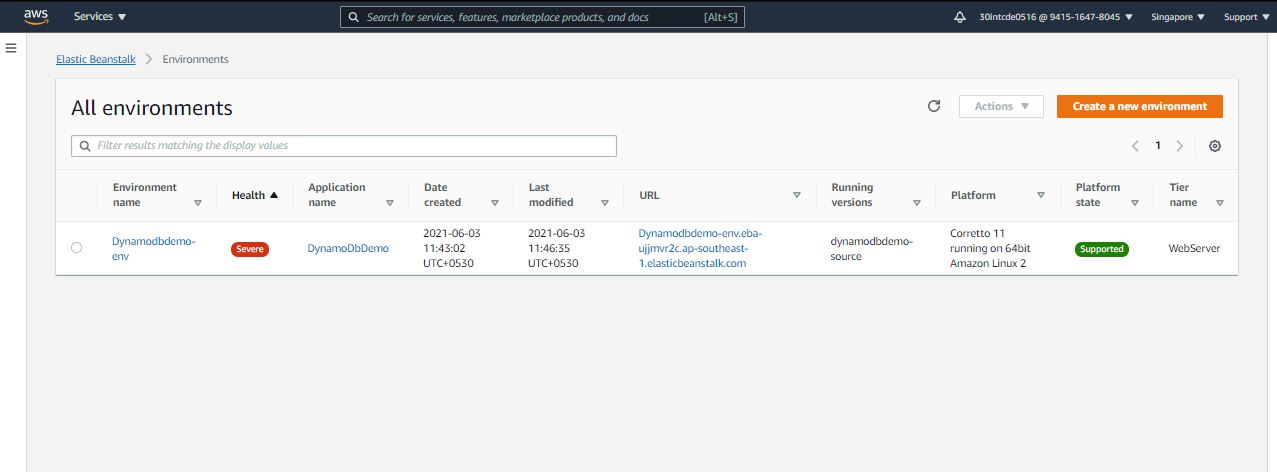 aws Services Search for services, features, marketplace products, and docs [Alt+S] 30intcde0516 @ 9415-1647-8045 Singapore Support
Elastic Beanstalk Environments
All environments Actions Create a new environment
Filter results matching the display values 1
Environment name Health Application name Date created Last modified URL Running versions Platform Platform state Tier name
Dynamodbdemo-env Severe DynamoDbDemo 2021-06-03 11:43:02 UTC+0530 2021-06-03 11:46:35 UTC+0530 Dynamodbdemo-env.eba-ujjmvr2c.ap-southeast-1.elasticbeanstalk.com dynamodbdemo-source Corretto 11 running on 64bit Amazon Linux 2 Supported WebServer